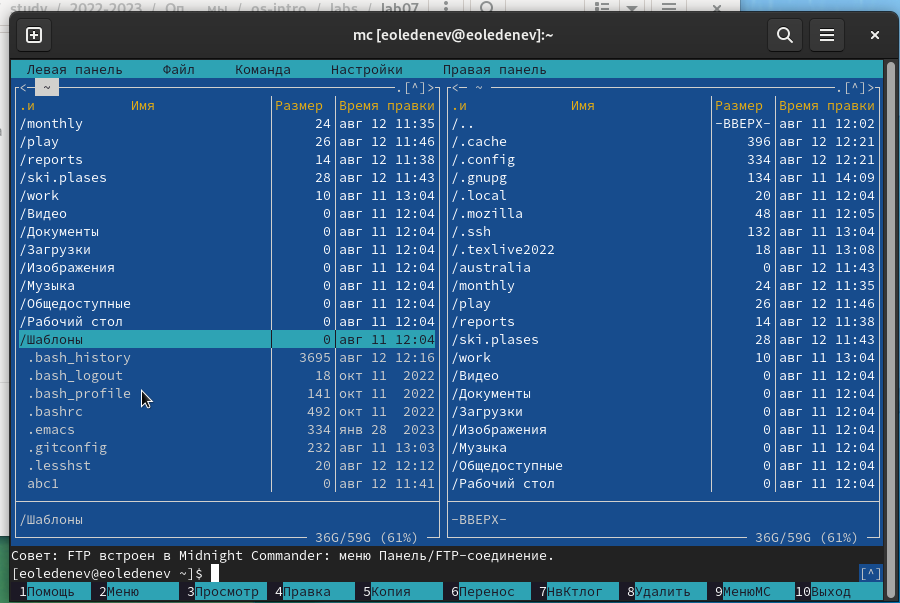 study / 2022-2023 / Оп... мы / os-intro / labs / lab07
mc [eoledenev@eoledenev]:~
Левая панель Файл Команда Настройки Правая панель
<─ ~ .[^]> <─ ~ .[^]>
.и Имя Размер Время правки .и Имя Размер Время правки
/monthly 24 авг 12 11:35 /.. -ВВЕРХ- авг 11 12:02
/play 26 авг 12 11:46 /.cache 396 авг 12 12:21
/reports 14 авг 12 11:38 /.config 334 авг 12 12:21
/ski.plases 28 авг 12 11:43 /.gnupg 134 авг 11 14:09
/work 10 авг 11 13:04 /.local 20 авг 11 12:04
/Видео 0 авг 11 12:04 /.mozilla 48 авг 11 12:05
/Документы 0 авг 11 12:04 /.ssh 132 авг 11 13:04
/Загрузки 0 авг 11 12:04 /.texlive2022 18 авг 11 13:08
/Изображения 0 авг 11 12:04 /australia 0 авг 12 11:43
/Музыка 0 авг 11 12:04 /monthly 24 авг 12 11:35
/Общедоступные 0 авг 11 12:04 /play 26 авг 12 11:46
/Рабочий стол 0 авг 11 12:04 /reports 14 авг 12 11:38
/Шаблоны 0 авг 11 12:04 /ski.plases 28 авг 12 11:43
.bash_history 3695 авг 12 12:16 /work 10 авг 11 13:04
.bash_logout 18 окт 11 2022 /Видео 0 авг 11 12:04
.bash_profile 141 окт 11 2022 /Документы 0 авг 11 12:04
.bashrc 492 окт 11 2022 /Загрузки 0 авг 11 12:04
.emacs 334 янв 28 2023 /Изображения 0 авг 11 12:04
.gitconfig 232 авг 11 13:03 /Музыка 0 авг 11 12:04
.lesshst 20 авг 12 12:12 /Общедоступные 0 авг 11 12:04
abc1 0 авг 12 11:41 /Рабочий стол 0 авг 11 12:04
/Шаблоны -ВВЕРХ-
36G/59G (61%) 36G/59G (61%)
Совет: FTP встроен в Midnight Commander: меню Панель/FTP-соединение.
[eoledenev@eoledenev ~]$ [^]
1Помощь 2Меню 3Просмотр 4Правка 5Копия 6Перенос 7НвКтлог 8Удалить 9МенюМС 10Выход